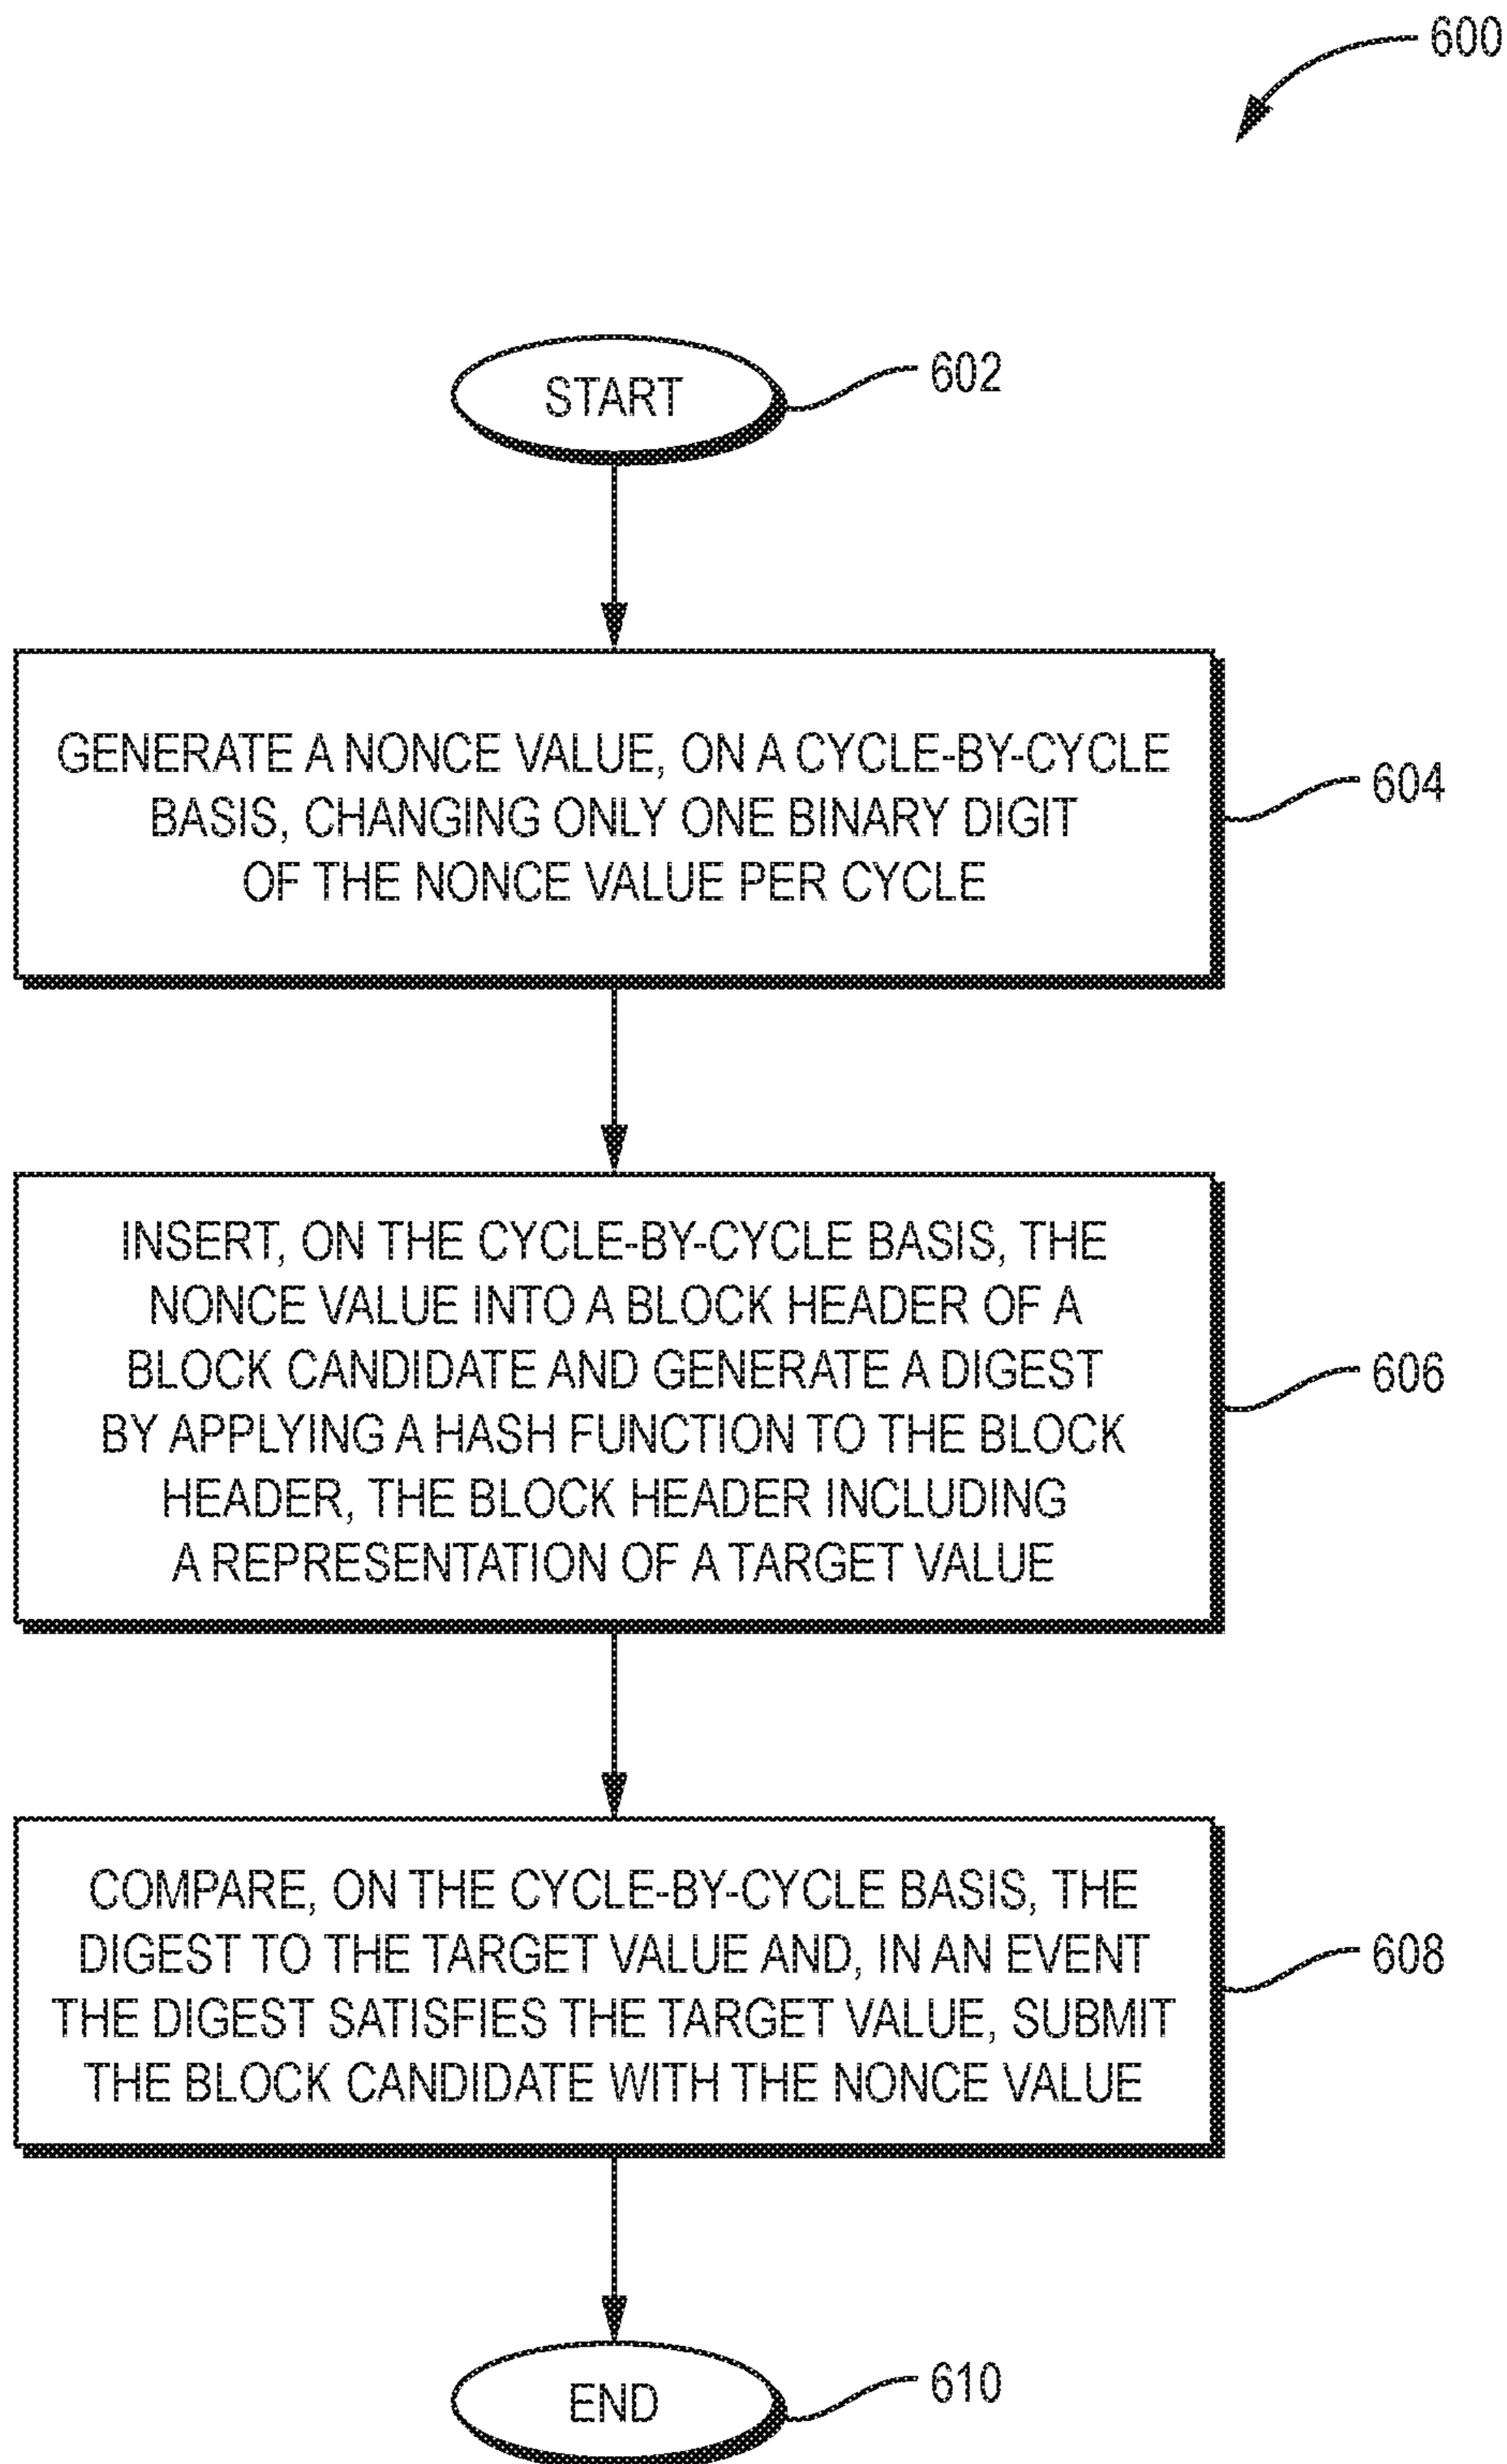 600
START
602
GENERATE A NONCE VALUE, ON A CYCLE-BY-CYCLE
BASIS, CHANGING ONLY ONE BINARY DIGIT
OF THE NONCE VALUE PER CYCLE
604
INSERT, ON THE CYCLE-BY-CYCLE BASIS, THE
NONCE VALUE INTO A BLOCK HEADER OF A
BLOCK CANDIDATE AND GENERATE A DIGEST
BY APPLYING A HASH FUNCTION TO THE BLOCK
HEADER, THE BLOCK HEADER INCLUDING
A REPRESENTATION OF A TARGET VALUE
606
COMPARE, ON THE CYCLE-BY-CYCLE BASIS, THE
DIGEST TO THE TARGET VALUE AND, IN AN EVENT
THE DIGEST SATISFIES THE TARGET VALUE, SUBMIT
THE BLOCK CANDIDATE WITH THE NONCE VALUE
608
END
610